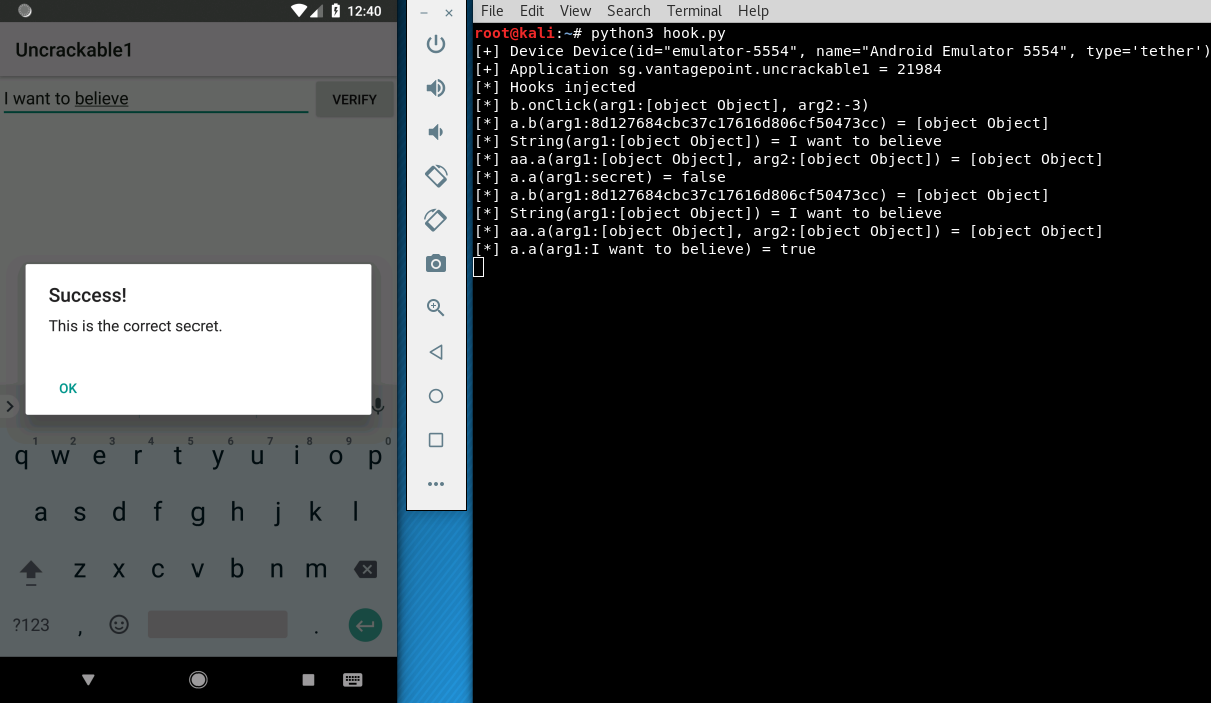 12:40
Uncrackable1
I want to believe
VERIFY
Success!
This is the correct secret.
OK
1 2 3 4 5 6 7 8 9 0
q w e r t y u i o p
a s d f g h j k l
z x c v b n m
?123 , .
File Edit View Search Terminal Help
root@kali:~# python3 hook.py
[+] Device Device(id="emulator-5554", name="Android Emulator 5554", type='tether')
[+] Application sg.vantagepoint.uncrackable1 = 21984
[*] Hooks injected
[*] b.onClick(arg1:[object Object], arg2:-3)
[*] a.b(arg1:8d127684cbc37c17616d806cf50473cc) = [object Object]
[*] String(arg1:[object Object]) = I want to believe
[*] aa.a(arg1:[object Object], arg2:[object Object]) = [object Object]
[*] a.a(arg1:secret) = false
[*] a.b(arg1:8d127684cbc37c17616d806cf50473cc) = [object Object]
[*] String(arg1:[object Object]) = I want to believe
[*] aa.a(arg1:[object Object], arg2:[object Object]) = [object Object]
[*] a.a(arg1:I want to believe) = true